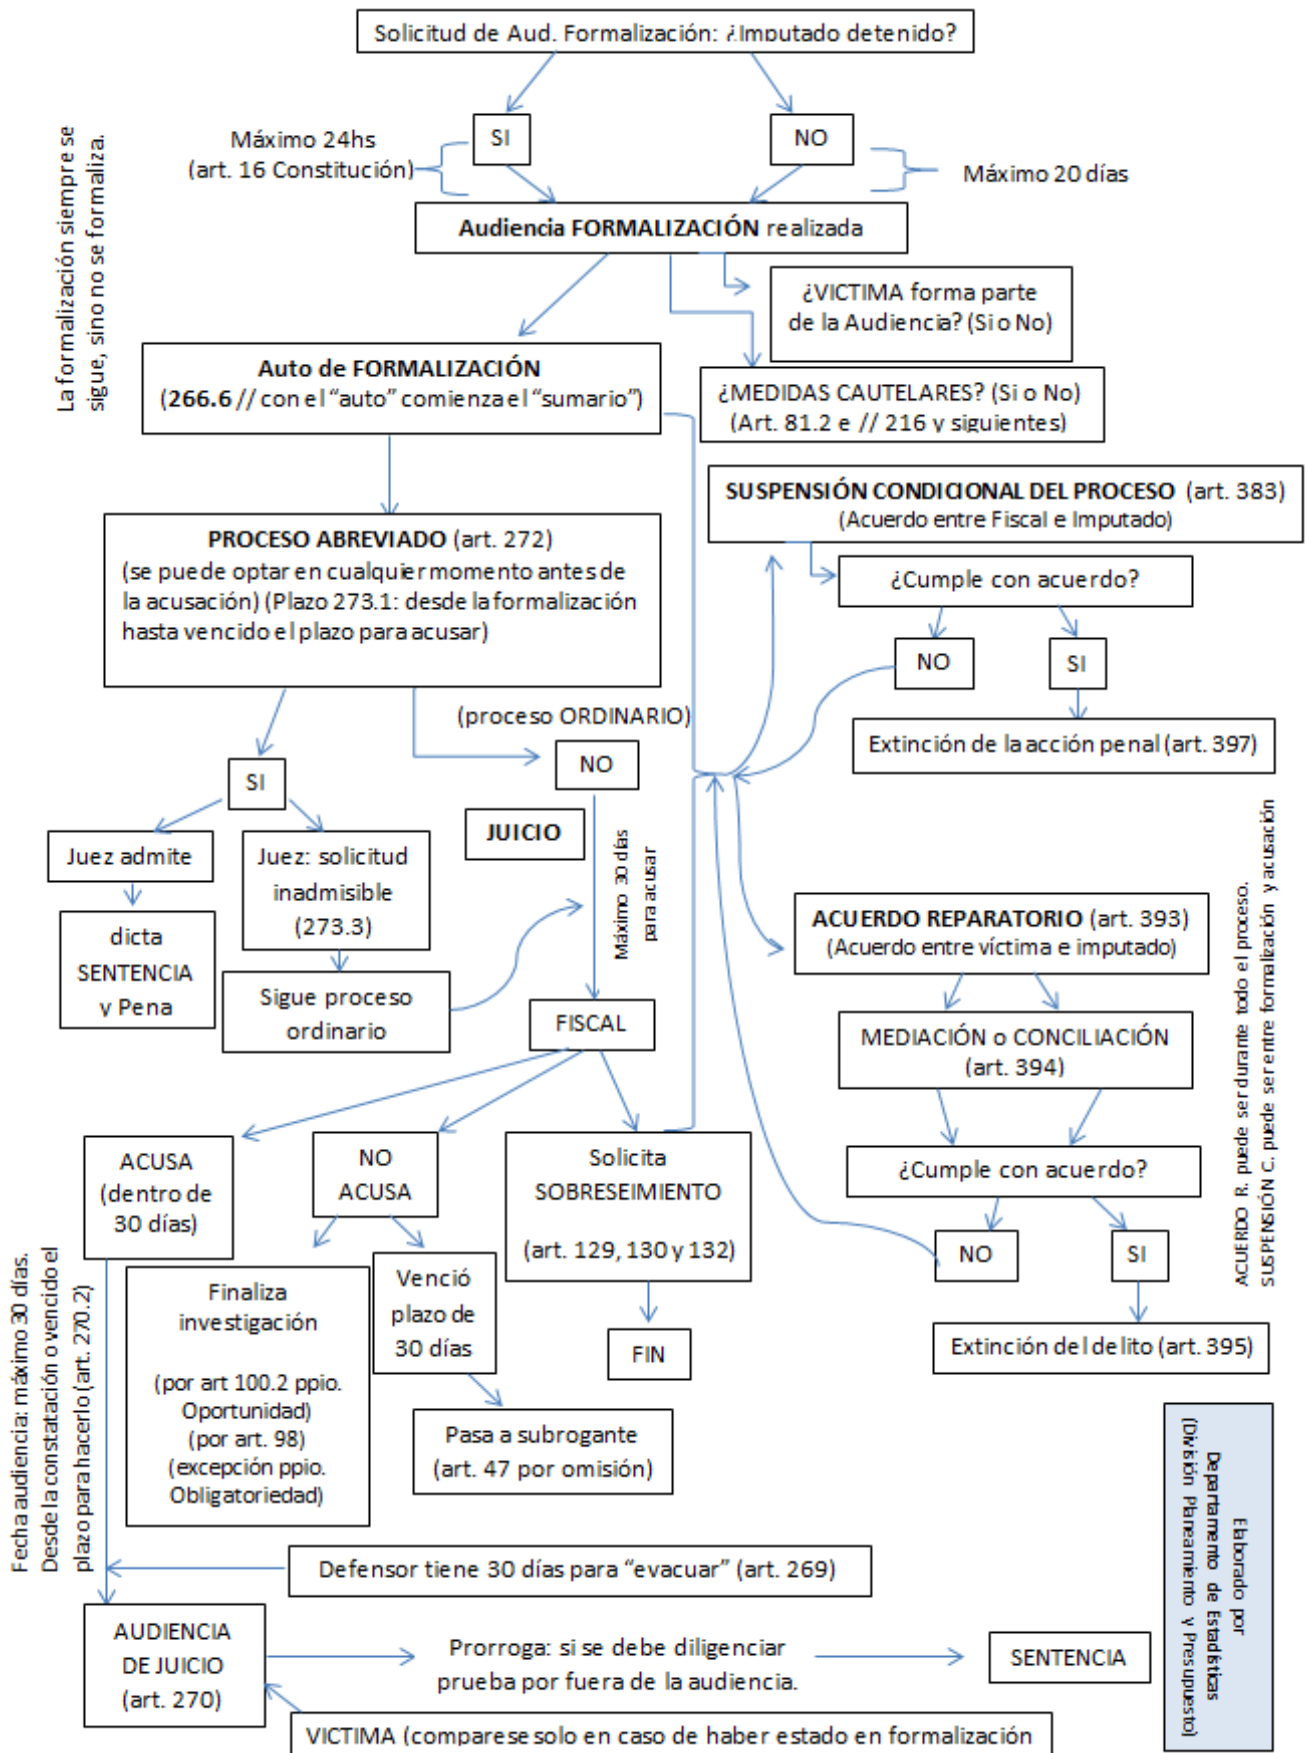 Solicitud de Aud. Formalización: ¿Imputado detenido?
SI
NO
Máximo 24hs
(art. 16 Constitución)
Máximo 20 días
La formalización siempre se
sigue, sino no se formaliza.
Audiencia FORMALIZACIÓN realizada
¿VICTIMA forma parte
de la Audiencia? (Si o No)
Auto de FORMALIZACIÓN
(266.6 // con el "auto" comienza el "sumario")
¿MEDIDAS CAUTELARES? (Si o No)
(Art. 81.2 e // 216 y siguientes)
SUSPENSIÓN CONDICIONAL DEL PROCESO (art. 383)
(Acuerdo entre Fiscal e Imputado)
PROCESO ABREVIADO (art. 272)
(se puede optar en cualquier momento antes de
la acusación) (Plazo 273.1: desde la formalización
hasta vencido el plazo para acusar)
¿Cumple con acuerdo?
NO
SI
Extinción de la acción penal (art. 397)
(proceso ORDINARIO)
SI
NO
JUICIO
Máximo 30 días
para acusar
Juez admite
Juez: solicitud
inadmisible
(273.3)
dicta
SENTENCIA
y Pena
Sigue proceso
ordinario
FISCAL
ACUERDO REPARATORIO (art. 393)
(Acuerdo entre víctima e imputado)
MEDIACIÓN o CONCILIACIÓN
(art. 394)
¿Cumple con acuerdo?
NO
SI
Extinción del delito (art. 395)
ACUERDO R. puede ser durante todo el proceso.
SUSPENSIÓN C. puede ser entre formalización y acusación
ACUSA
(dentro de
30 días)
NO
ACUSA
Solicita
SOBRESEIMIENTO
(art. 129, 130 y 132)
FIN
Finaliza
investigación
(por art 100.2 ppio.
Oportunidad)
(por art. 98)
(excepción ppio.
Obligatoriedad)
Venció
plazo de
30 días
Pasa a subrogante
(art. 47 por omisión)
Fecha audiencia: máximo 30 días.
Desde la constatación o vencido el
plazo para hacerlo (art. 270.2)
Defensor tiene 30 días para "evacuar" (art. 269)
AUDIENCIA
DE JUICIO
(art. 270)
Prorroga: si se debe diligenciar
prueba por fuera de la audiencia.
SENTENCIA
VICTIMA (comparese solo en caso de haber estado en formalización
Elaborado por
Departamento de Estadísticas
(División Planeamiento y Presupuesto)